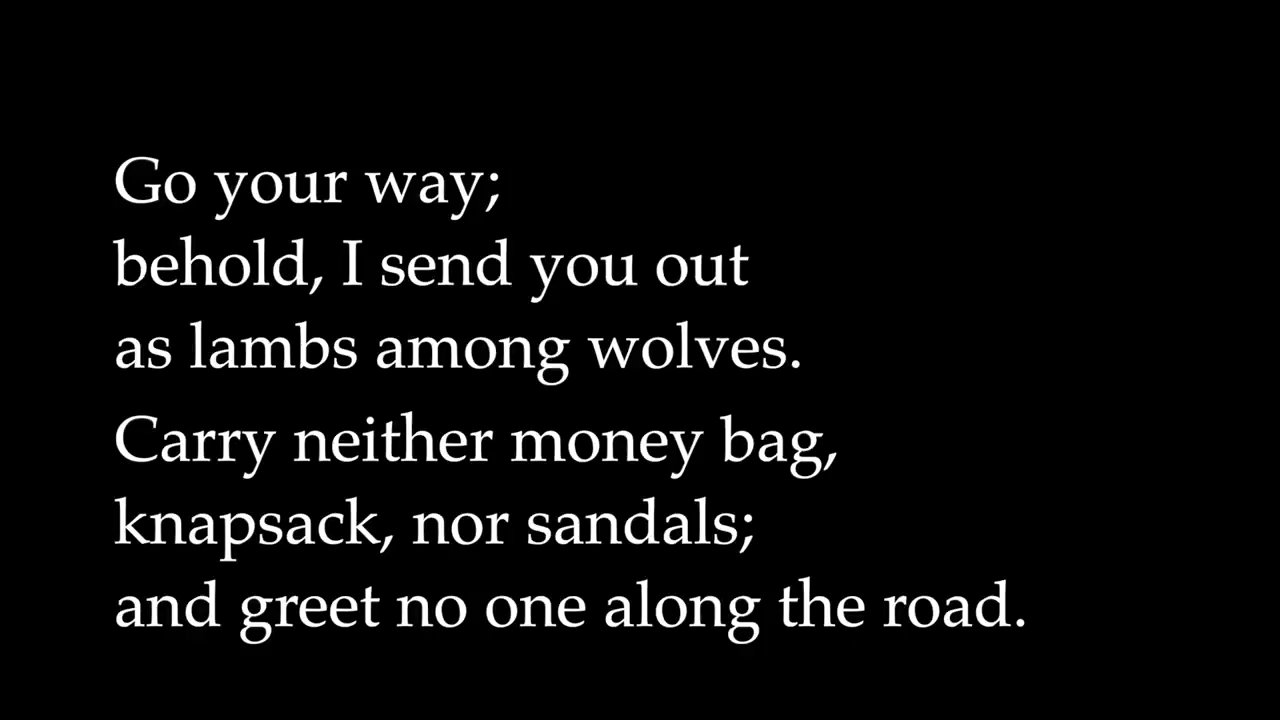 Go your way;
behold, I send you out
as lambs among wolves.
Carry neither money bag,
knapsack, nor sandals;
and greet no one along the road.